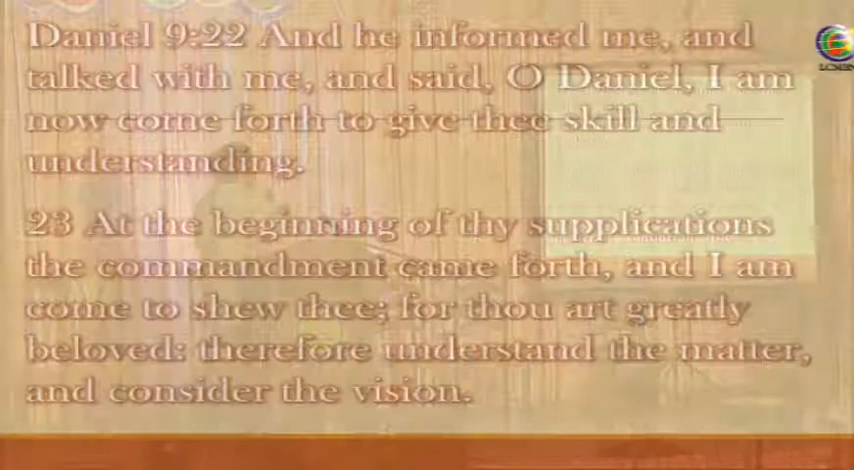 Daniel 9:22 And he informed me, and
talked with me, and said, O Daniel, I am
now come forth to give thee skill and
understanding.
23 At the beginning of thy supplications
the commandment came forth, and I am
come to shew thee; for thou art greatly
beloved: therefore understand the matter,
and consider the vision.